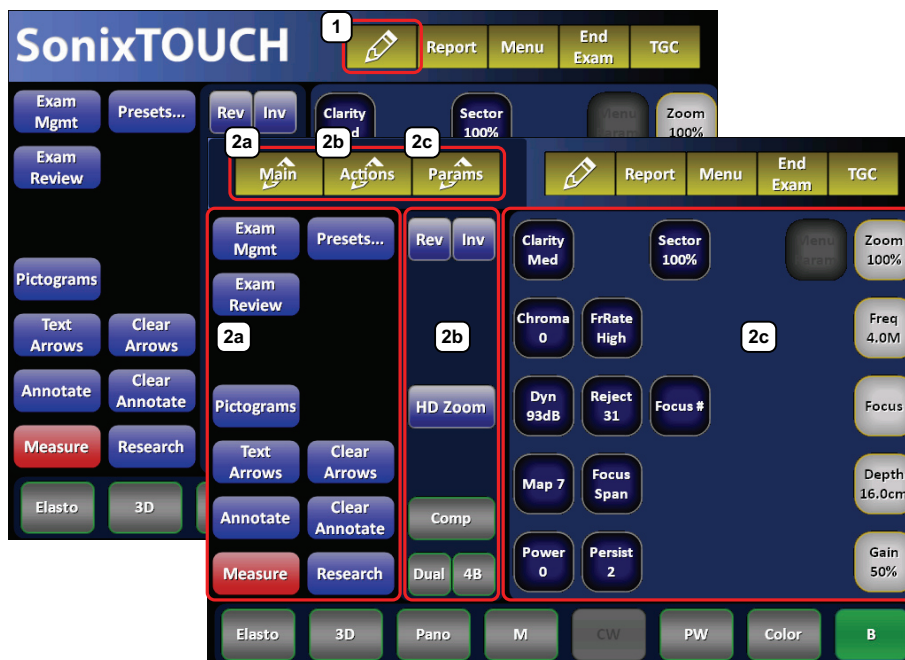 SonixTOUCH
1
Report
Menu
End
Exam
TGC
Exam
Mgmt
Presets...
Rev
Inv
Clarity
Sector
100%
Menu
Param
Zoom
100%
Exam
Review
Pictograms
Text
Arrows
Clear
Arrows
Annotate
Clear
Annotate
Measure
Research
Elasto
3D
2a
2b
2c
Main
Actions
Params
Report
Menu
End
Exam
TGC
Exam
Mgmt
Presets...
Rev
Inv
Clarity
Med
Sector
100%
Menu
Param
Zoom
100%
Exam
Review
2a
2b
2c
Chroma
0
FrRate
High
Freq
4.0M
Pictograms
HD Zoom
Dyn
93dB
Reject
31
Focus #
Focus
Text
Arrows
Clear
Arrows
Map 7
Focus
Span
Depth
16.0cm
Annotate
Clear
Annotate
Comp
Measure
Research
Dual
4B
Power
0
Persist
2
Gain
50%
Elasto
3D
Pano
M
CW
PW
Color
B